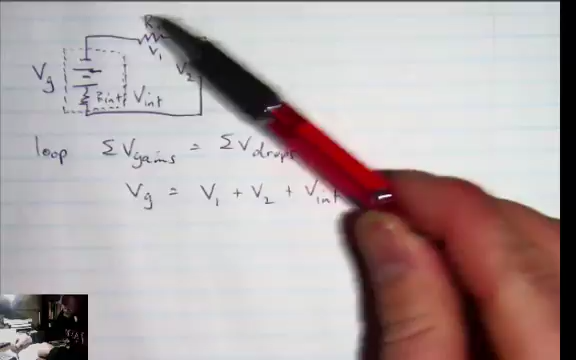 R
V₁
V₂
Vg
Rint Vint
loop ΣVgains = ΣVdrops
Vg = V₁ + V₂ + Vint